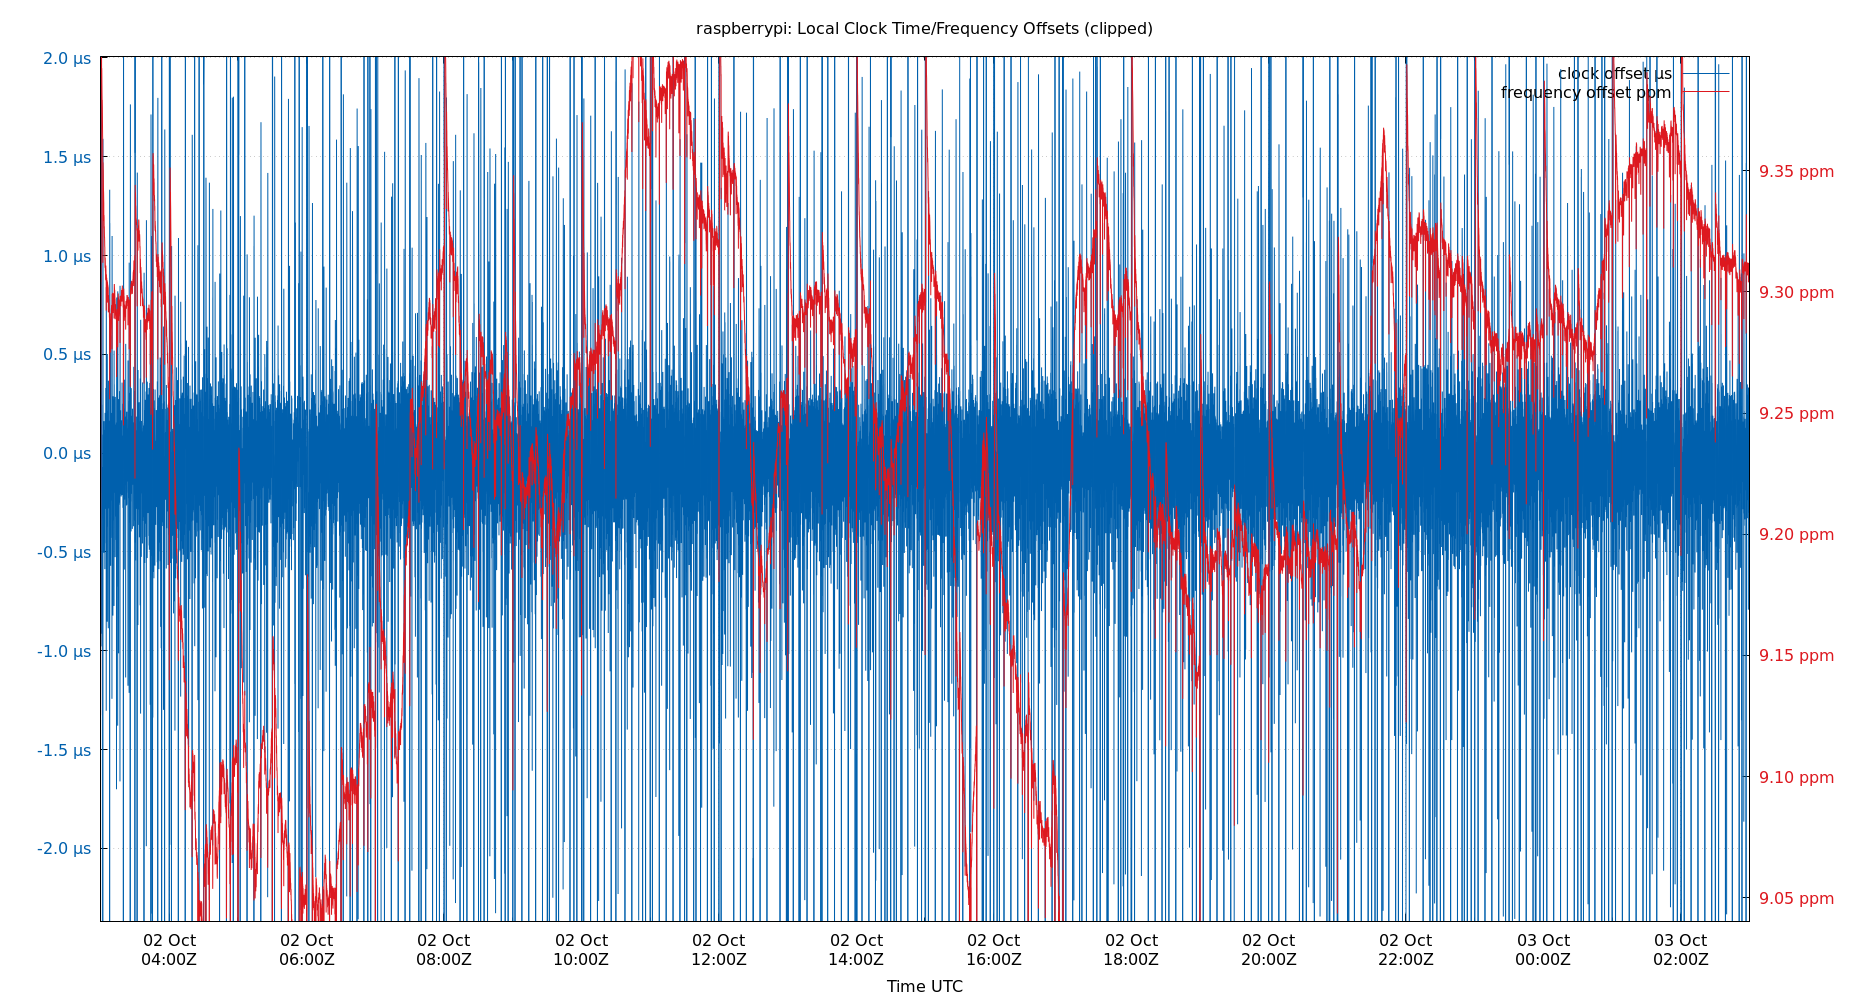 raspberrypi: Local Clock Time/Frequency Offsets (clipped)
clock offset µs
frequency offset ppm
2.0 µs
1.5 µs
1.0 µs
0.5 µs
0.0 µs
-0.5 µs
-1.0 µs
-1.5 µs
-2.0 µs
9.35 ppm
9.30 ppm
9.25 ppm
9.20 ppm
9.15 ppm
9.10 ppm
9.05 ppm
02 Oct 02 Oct 02 Oct 02 Oct 02 Oct 02 Oct 02 Oct 02 Oct 02 Oct 02 Oct 03 Oct 03 Oct
04:00Z 06:00Z 08:00Z 10:00Z 12:00Z 14:00Z 16:00Z 18:00Z 20:00Z 22:00Z 00:00Z 02:00Z
Time UTC